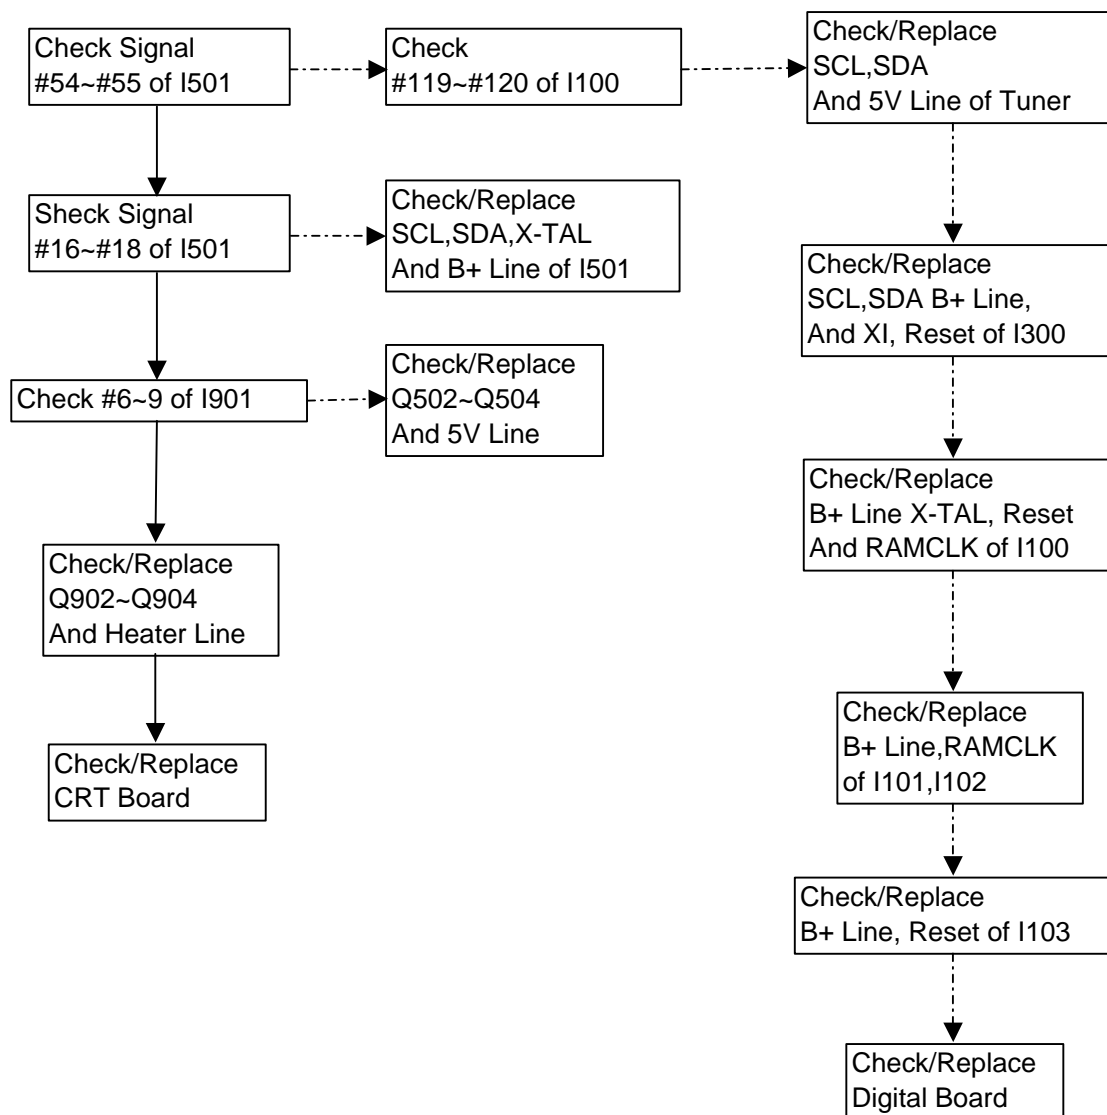 Check Signal
#54~#55 of I501
Check
#119~#120 of I100
Check/Replace
SCL,SDA
And 5V Line of Tuner
Sheck Signal
#16~#18 of I501
Check/Replace
SCL,SDA,X-TAL
And B+ Line of I501
Check/Replace
SCL,SDA B+ Line,
And XI, Reset of I300
Check #6~9 of I901
Check/Replace
Q502~Q504
And 5V Line
Check/Replace
B+ Line X-TAL, Reset
And RAMCLK of I100
Check/Replace
Q902~Q904
And Heater Line
Check/Replace
B+ Line,RAMCLK
of I101,I102
Check/Replace
CRT Board
Check/Replace
B+ Line, Reset of I103
Check/Replace
Digital Board